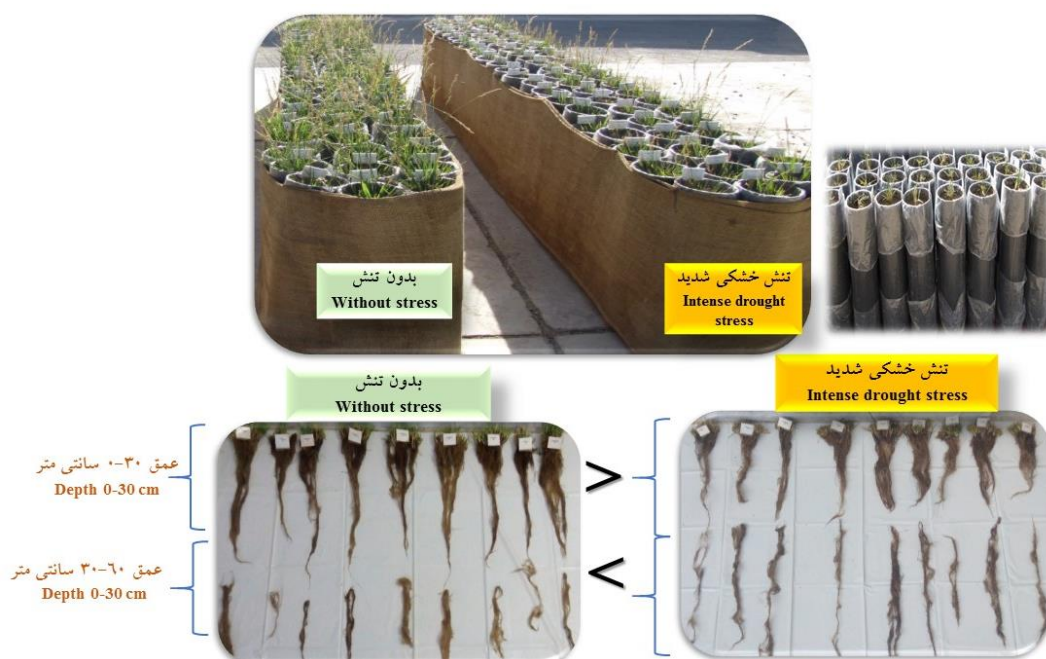 بدون تنش
Without stress
تنش خشکی شدید
Intense drought
stress
بدون تنش
Without stress
تنش خشکی شدید
Intense drought stress
عمق ۳۰-۰ سانتی متر
Depth 0-30 cm
>
عمق ٦٠-۳۰ سانتی متر
Depth 0-30 cm
<